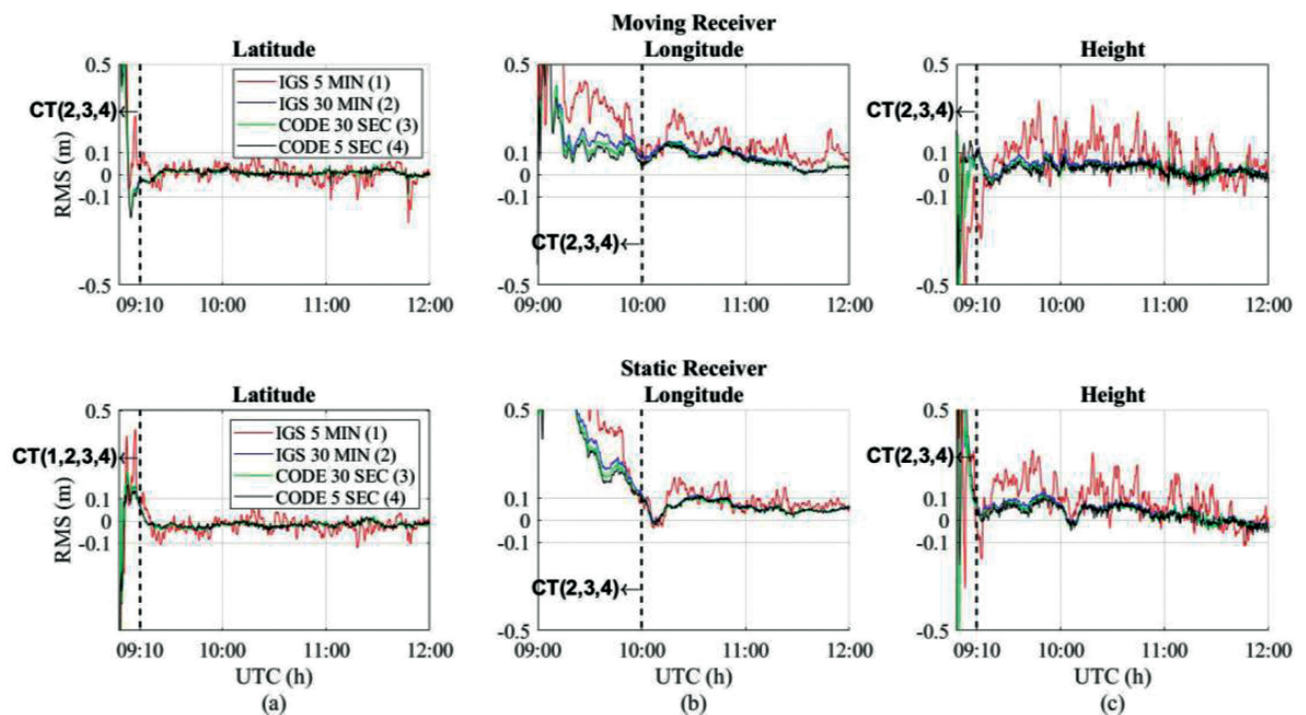 Moving Receiver
Latitude
Longitude
Height
0.5
0.1
0
-0.1
-0.5
RMS (m)
CT(2,3,4)
IGS 5 MIN (1)
IGS 30 MIN (2)
CODE 30 SEC (3)
CODE 5 SEC (4)
09:10 10:00 11:00 12:00
0.5
0.1
0
-0.1
-0.5
CT(2,3,4)
09:00 10:00 11:00 12:00
0.5
0.1
0
-0.1
-0.5
CT(2,3,4)
09:10 10:00 11:00 12:00
Static Receiver
Latitude
Longitude
Height
0.5
0.1
0
-0.1
RMS (m)
CT(1,2,3,4)
IGS 5 MIN (1)
IGS 30 MIN (2)
CODE 30 SEC (3)
CODE 5 SEC (4)
09:10 10:00 11:00 12:00
UTC (h)
(a)
0.5
0.1
0
-0.1
-0.5
CT(2,3,4)
09:00 10:00 11:00 12:00
UTC (h)
(b)
0.5
0.1
0
-0.1
-0.5
CT(2,3,4)
09:10 10:00 11:00 12:00
UTC (h)
(c)